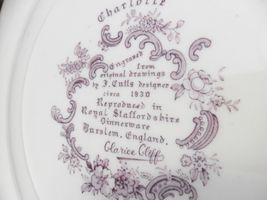 Charlotte
Engraved
from
original drawings
by J. Cutts designer
circa 1830
Reproduced in
Royal Staffordshire
Dinnerware
Burslem, England.
Clarice Cliff